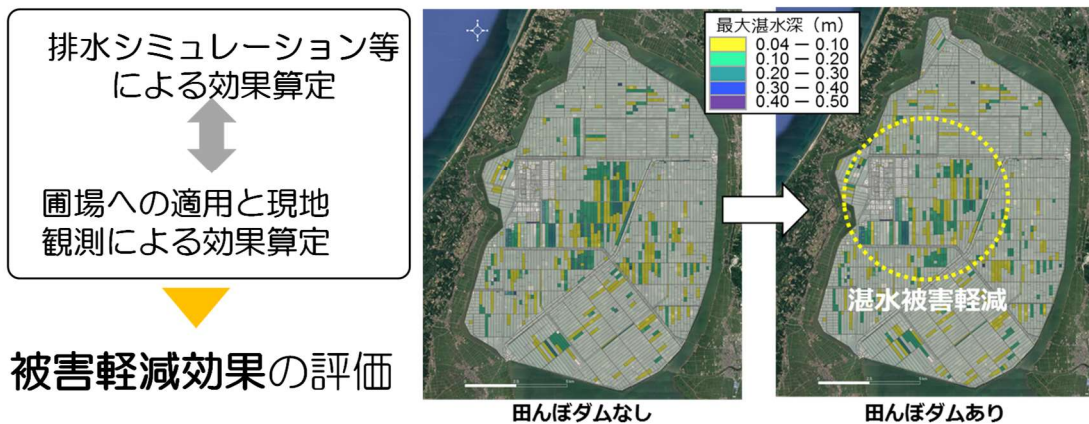 排水シミュレーション等
による効果算定
圃場への適用と現地
観測による効果算定
被害軽減効果の評価
最大湛水深（m）
0.04 － 0.10
0.10 － 0.20
0.20 － 0.30
0.30 － 0.40
0.40 － 0.50
湛水被害軽減
田んぼダムなし
田んぼダムあり